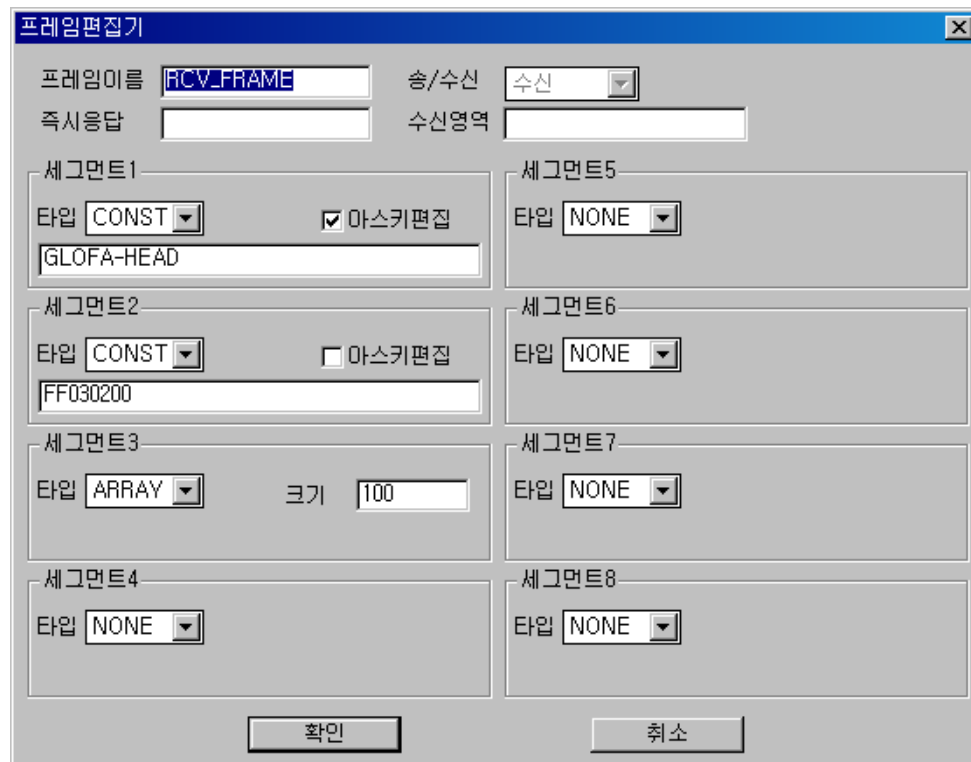 프레임편집기
프레임이름 RCV_FRAME 송/수신 수신
즉시응답 수신영역
세그먼트1
타입 CONST 아스키편집
GLOFA-HEAD
세그먼트5
타입 NONE
세그먼트2
타입 CONST 아스키편집
FF030200
세그먼트6
타입 NONE
세그먼트3
타입 ARRAY 크기 100
세그먼트7
타입 NONE
세그먼트4
타입 NONE
세그먼트8
타입 NONE
확인 취소